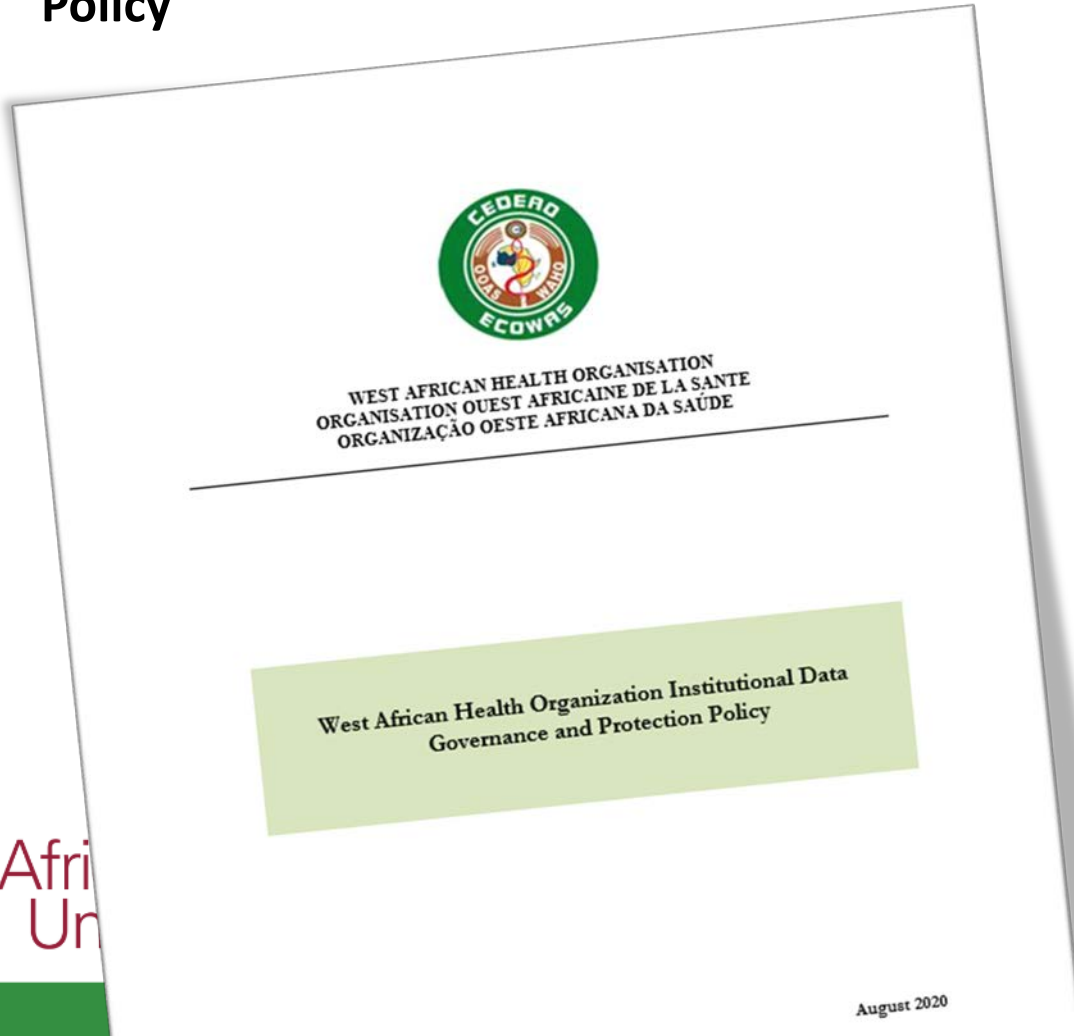 Policy
CEDEAO
OOAS WAHO
ECOWAS
WEST AFRICAN HEALTH ORGANISATION
ORGANISATION OUEST AFRICAINE DE LA SANTE
ORGANIZAÇÃO OESTE AFRICANA DA SAÚDE
West African Health Organization Institutional Data
Governance and Protection Policy
Afri
Un
August 2020